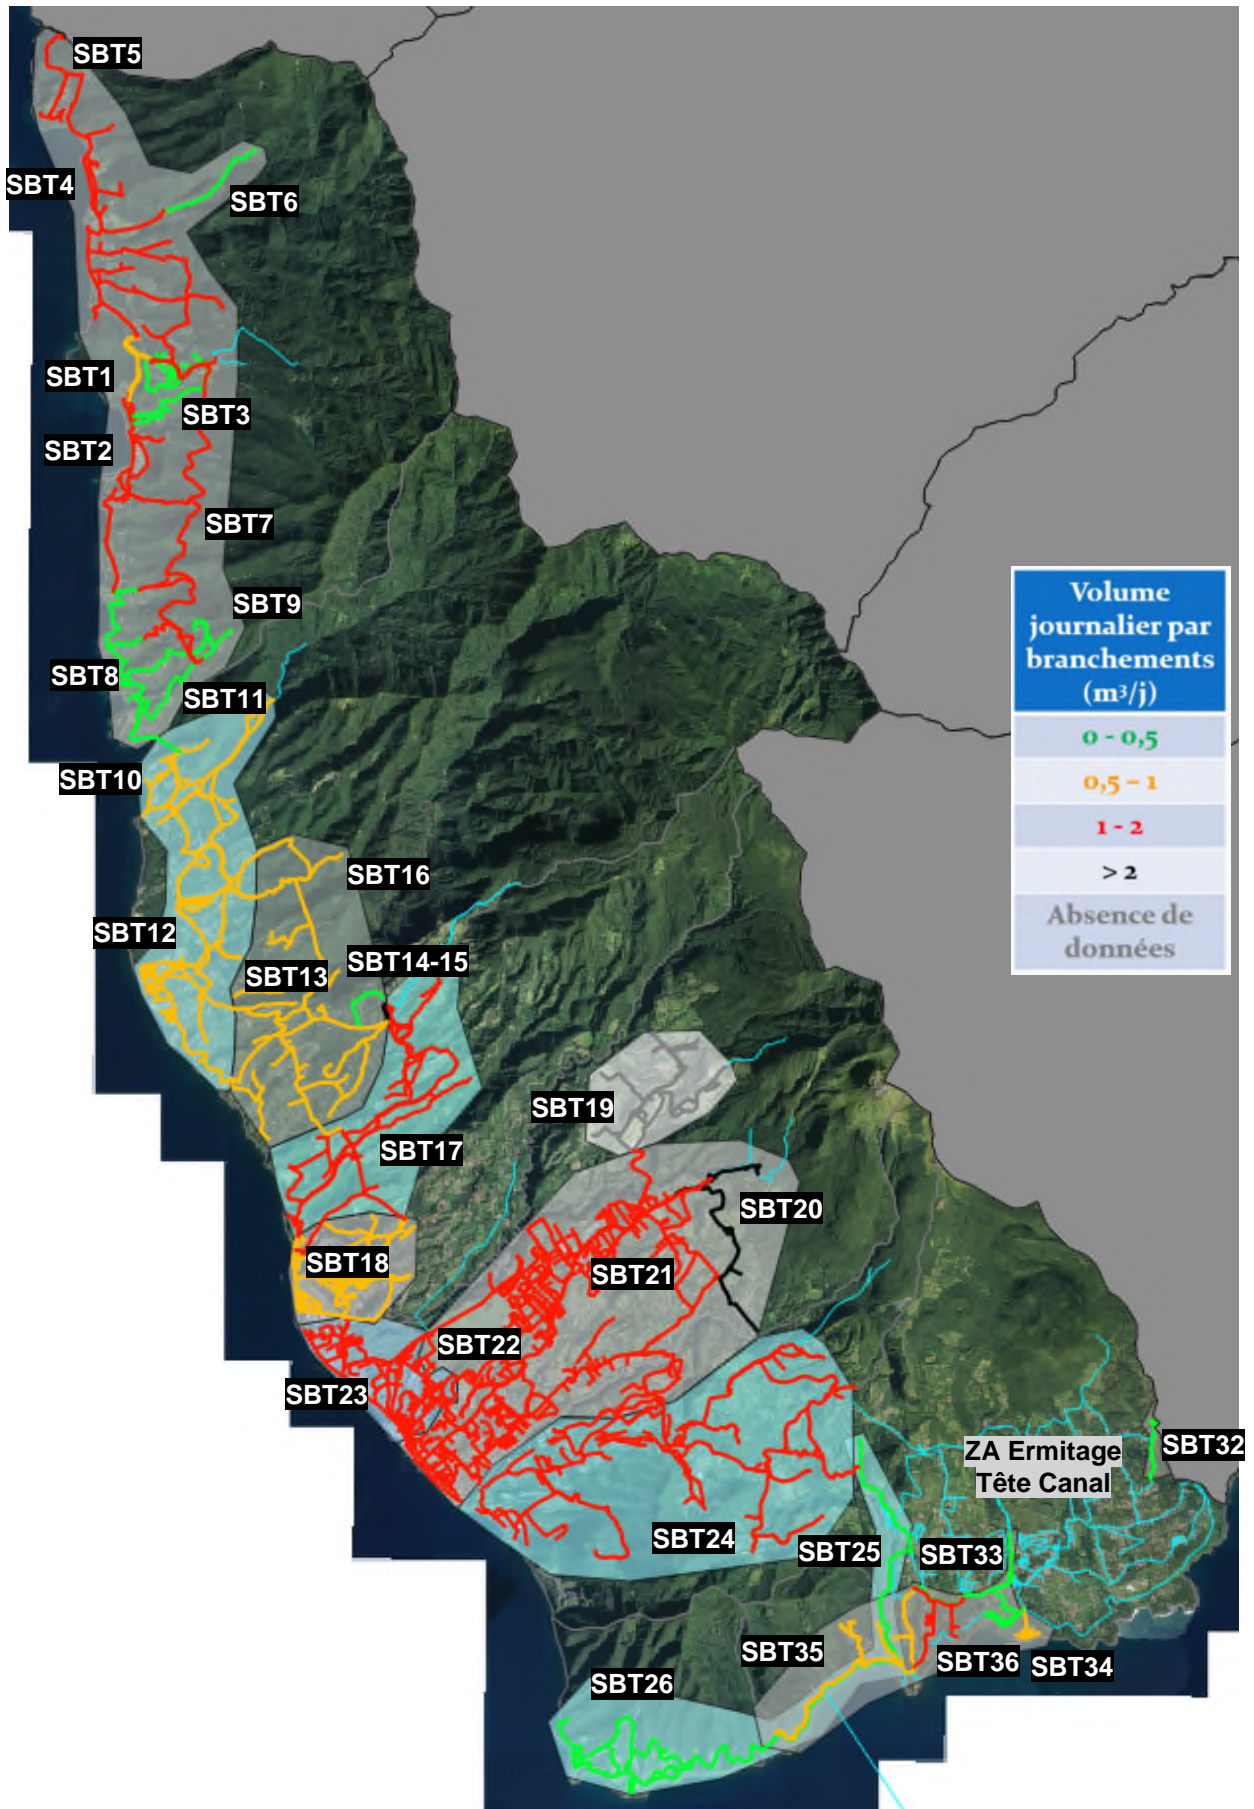 SBT5
SBT4
SBT6
SBT1
SBT3
SBT2
SBT7
SBT9
SBT8
SBT11
SBT10
SBT16
SBT12
SBT14-15
SBT13
SBT19
SBT17
SBT20
SBT18
SBT21
SBT22
SBT23
ZA Ermitage
Tête Canal
SBT32
SBT24
SBT25
SBT33
SBT35
SBT36
SBT34
SBT26
Volume
journalier par
branchements
(m³/j)
0 - 0,5
0,5 – 1
1 - 2
> 2
Absence de
données